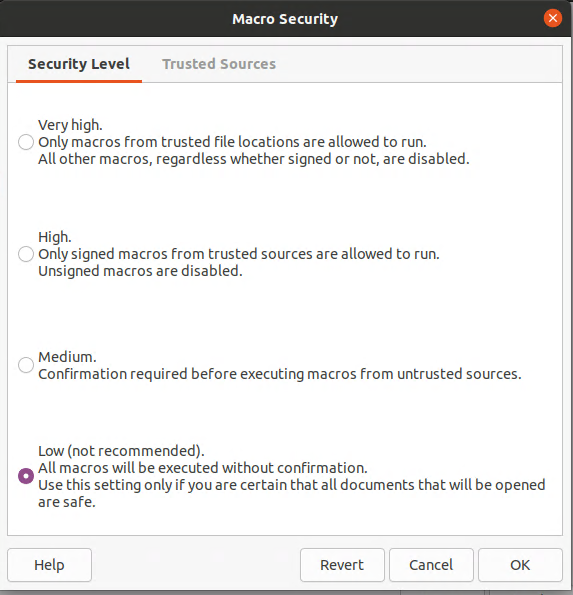 Macro Security
Security Level
Trusted Sources
Very high.
Only macros from trusted file locations are allowed to run.
All other macros, regardless whether signed or not, are disabled.
High.
Only signed macros from trusted sources are allowed to run.
Unsigned macros are disabled.
Medium.
Confirmation required before executing macros from untrusted sources.
Low (not recommended).
All macros will be executed without confirmation.
Use this setting only if you are certain that all documents that will be opened
are safe.
Help
Revert
Cancel
OK